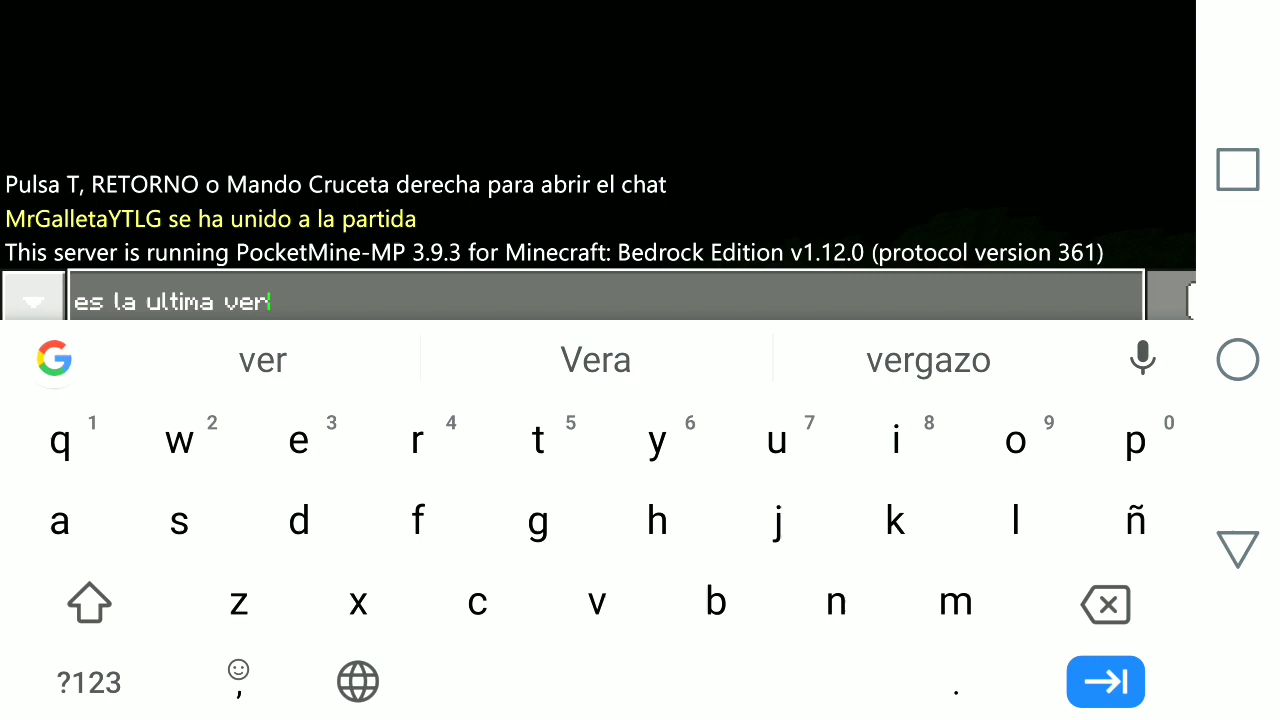 Pulsa T, RETORNO o Mando Cruceta derecha para abrir el chat
MrGalletaYTLG se ha unido a la partida
This server is running PocketMine-MP 3.9.3 for Minecraft: Bedrock Edition v1.12.0 (protocol version 361)
es la ultima ver
ver Vera vergazo
1 2 3 4 5 6 7 8 9 0
q w e r t y u i o p
a s d f g h j k l ñ
z x c v b n m
?123 , .